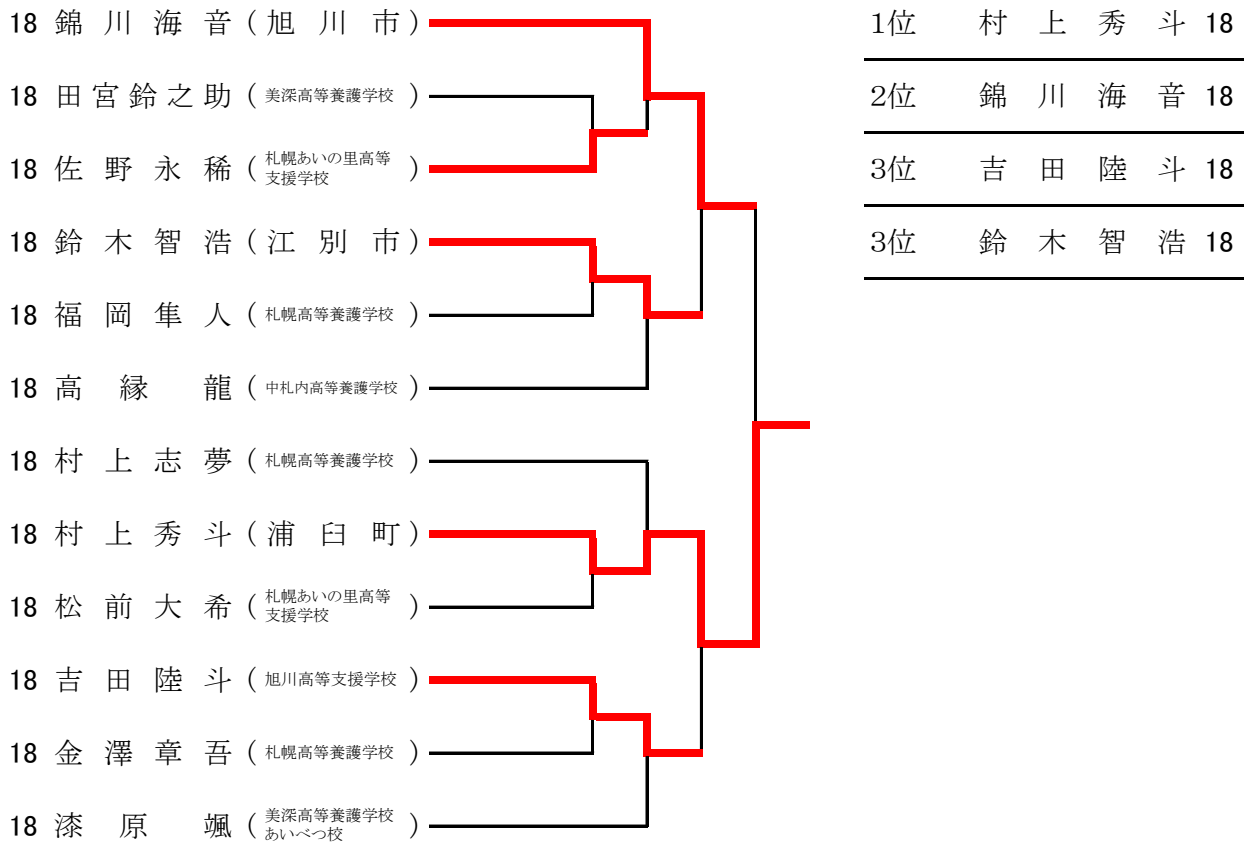 18 錦川海音(旭川市)
18 田宮鈴之助(美深高等養護学校)
18 佐野永稀(札幌あいの里高等
支援学校)
18 鈴木智浩(江別市)
18 福岡隼人(札幌高等養護学校)
18 高縁龍(中札内高等養護学校)
18 村上志夢(札幌高等養護学校)
18 村上秀斗(浦臼町)
18 松前大希(札幌あいの里高等
支援学校)
18 吉田陸斗(旭川高等支援学校)
18 金澤章吾(札幌高等養護学校)
18 漆原颯(美深高等養護学校
あいべつ校)
1位 村上秀斗 18
2位 錦川海音 18
3位 吉田陸斗 18
3位 鈴木智浩 18